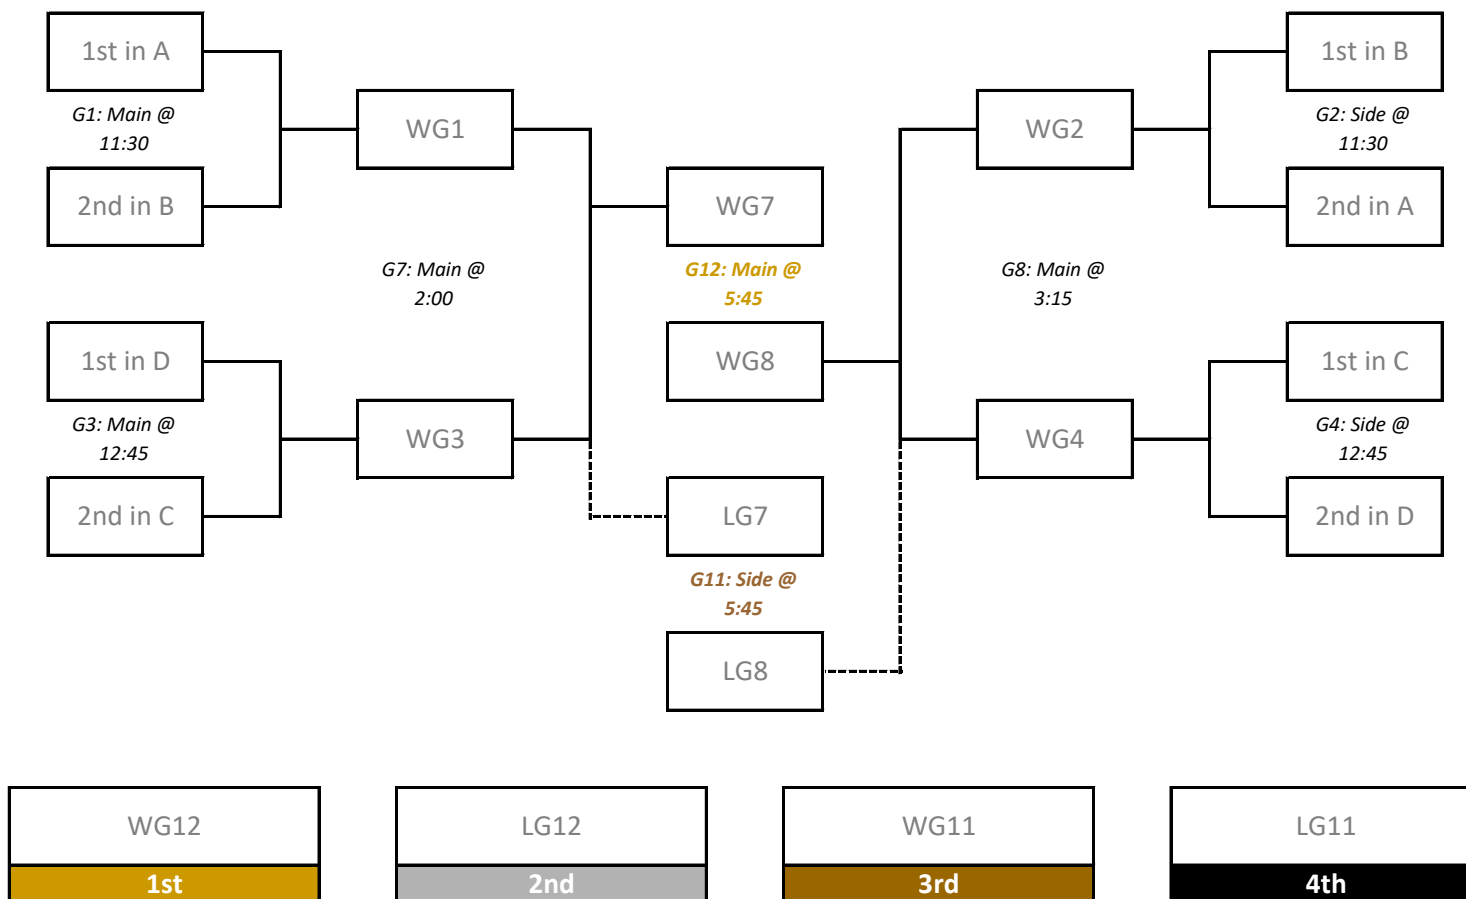 1st in A
1st in B
G1: Main @
11:30
WG1
WG2
G2: Side @
11:30
2nd in B
WG7
2nd in A
G7: Main @
2:00
G12: Main @
5:45
G8: Main @
3:15
1st in D
WG8
1st in C
G3: Main @
12:45
WG3
WG4
G4: Side @
12:45
2nd in C
LG7
2nd in D
G11: Side @
5:45
LG8
WG12
LG12
WG11
LG11
1st
2nd
3rd
4th